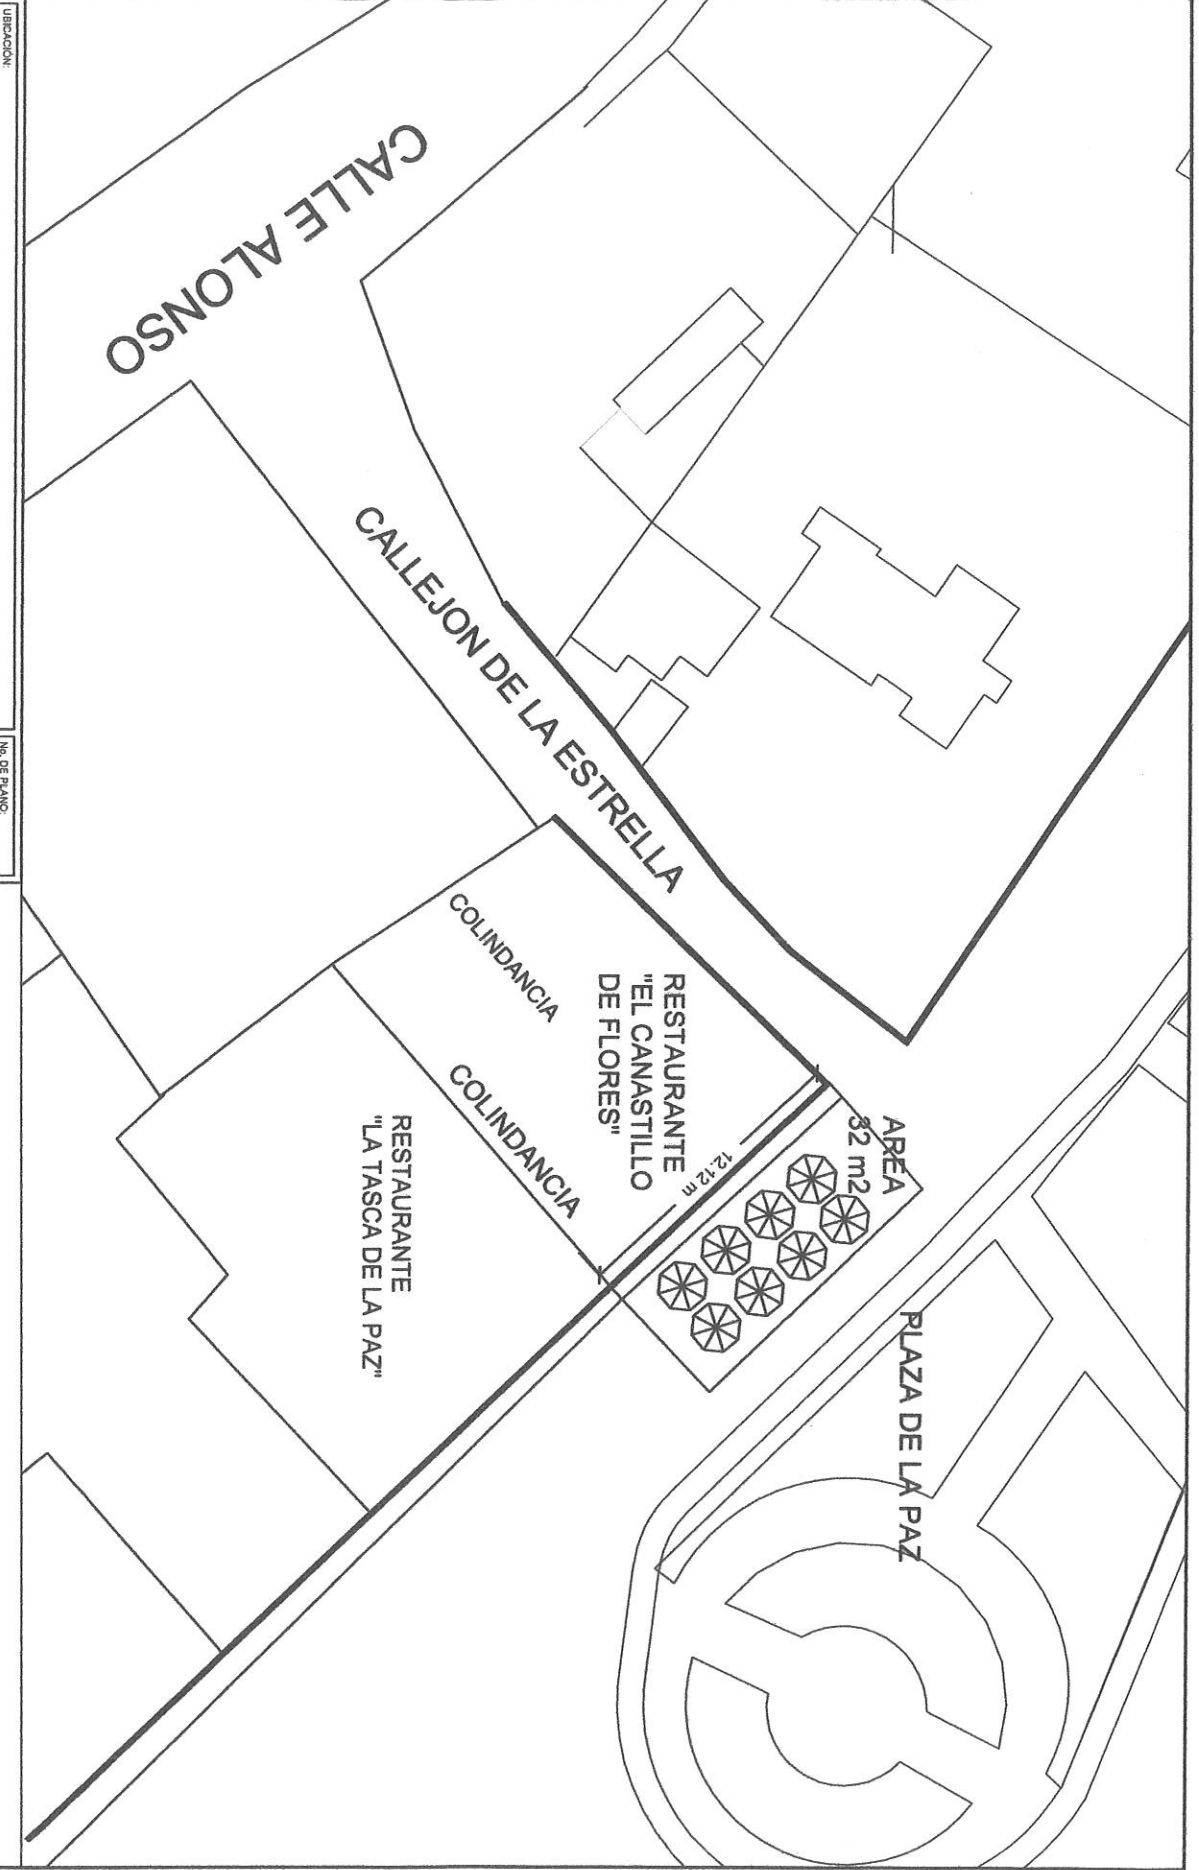 UBICACIÓN:
No. DE PLANO:
CALLE ALONSO
CALLEJON DE LA ESTRELLA
COLINDANCIA
COLINDANCIA
RESTAURANTE
"EL CANASTILLO
DE FLORES"
RESTAURANTE
"LA TASCA DE LA PAZ"
12.12 m
AREA
32 m2
PLAZA DE LA PAZ